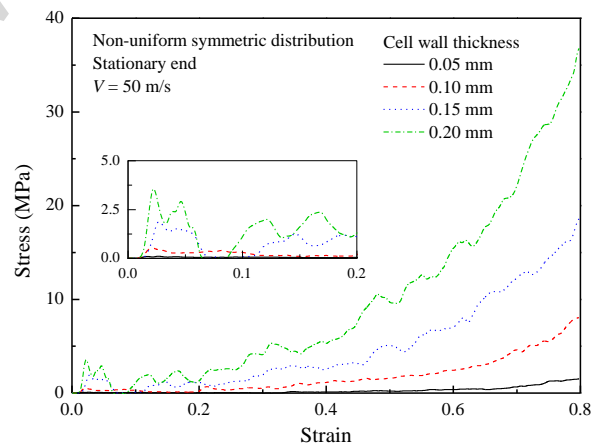 Non-uniform symmetric distribution
Stationary end
V = 50 m/s
Cell wall thickness
0.05 mm
0.10 mm
0.15 mm
0.20 mm
5.0
2.5
0.0
0.0 0.1 0.2
40
30
20
10
0
Stress (MPa)
0.0 0.2 0.4 0.6 0.8
Strain